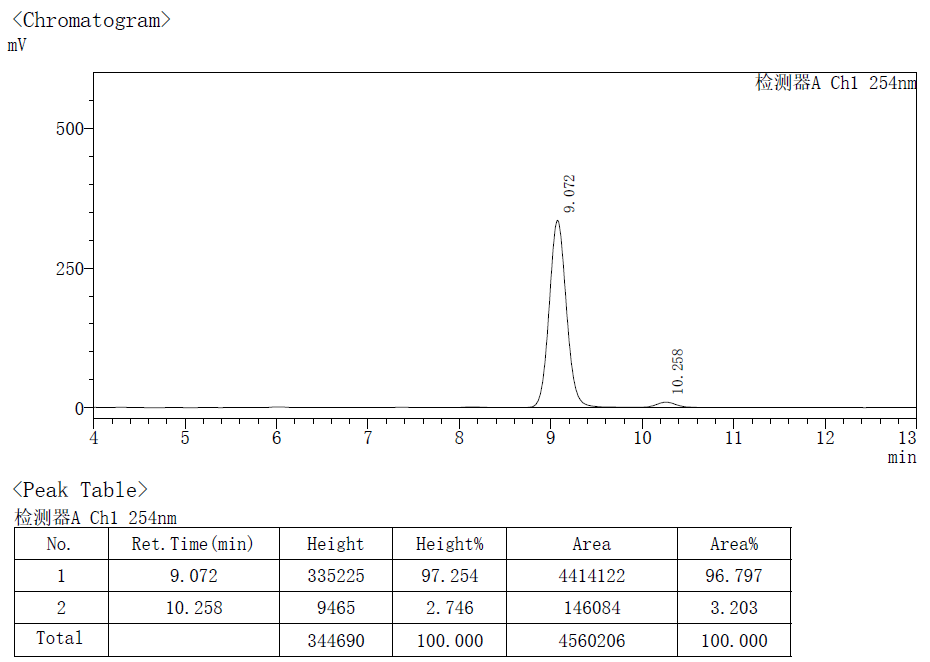 <Chromatogram>
mV
检测器A Ch1 254nm
500
9.072
250
10.258
0
4 5 6 7 8 9 10 11 12 13
min
<Peak Table>
检测器A Ch1 254nm
No. Ret.Time(min) Height Height% Area Area%
1 9.072 335225 97.254 4414122 96.797
2 10.258 9465 2.746 146084 3.203
Total 344690 100.000 4560206 100.000